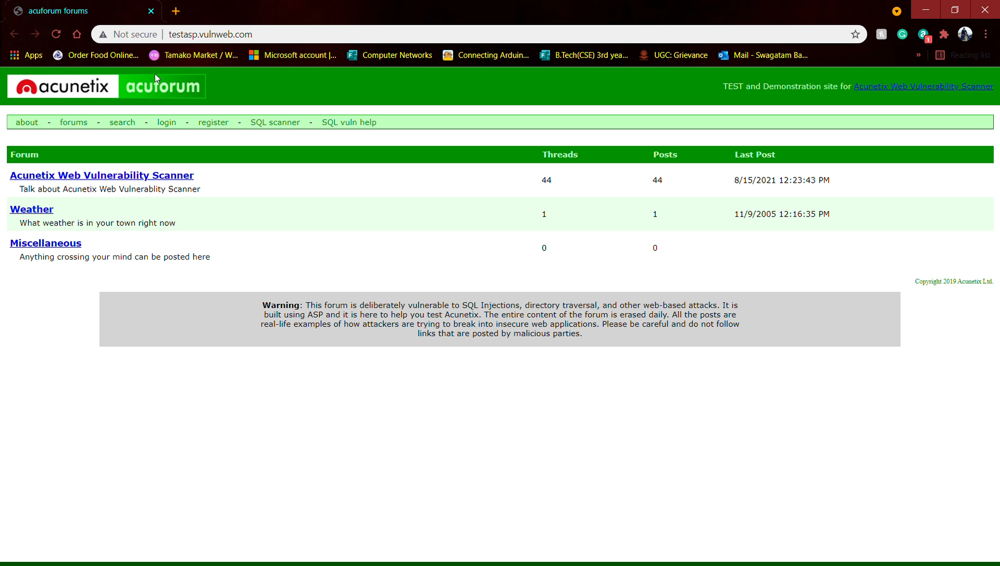 acuforum forums
Not secure testasp.vulnweb.com
1
Apps Order Food Online... Tamako Market / W... Microsoft account |... Computer Networks Connecting Arduin... B.Tech(CSE) 3rd yea... UGC: Grievance Mail - Swagatam Ba... » Reading list
acunetix acuforum
TEST and Demonstration site for Acunetix Web Vulnerability Scanner
about - forums - search - login - register - SQL scanner - SQL vuln help
Forum Threads Posts Last Post
Acunetix Web Vulnerability Scanner
Talk about Acunetix Web Vulnerablity Scanner
44 44 8/15/2021 12:23:43 PM
Weather
What weather is in your town right now
1 1 11/9/2005 12:16:35 PM
Miscellaneous
Anything crossing your mind can be posted here
0 0
Copyright 2019 Acunetix Ltd.
Warning: This forum is deliberately vulnerable to SQL Injections, directory traversal, and other web-based attacks. It is
built using ASP and it is here to help you test Acunetix. The entire content of the forum is erased daily. All the posts are
real-life examples of how attackers are trying to break into insecure web applications. Please be careful and do not follow
links that are posted by malicious parties.